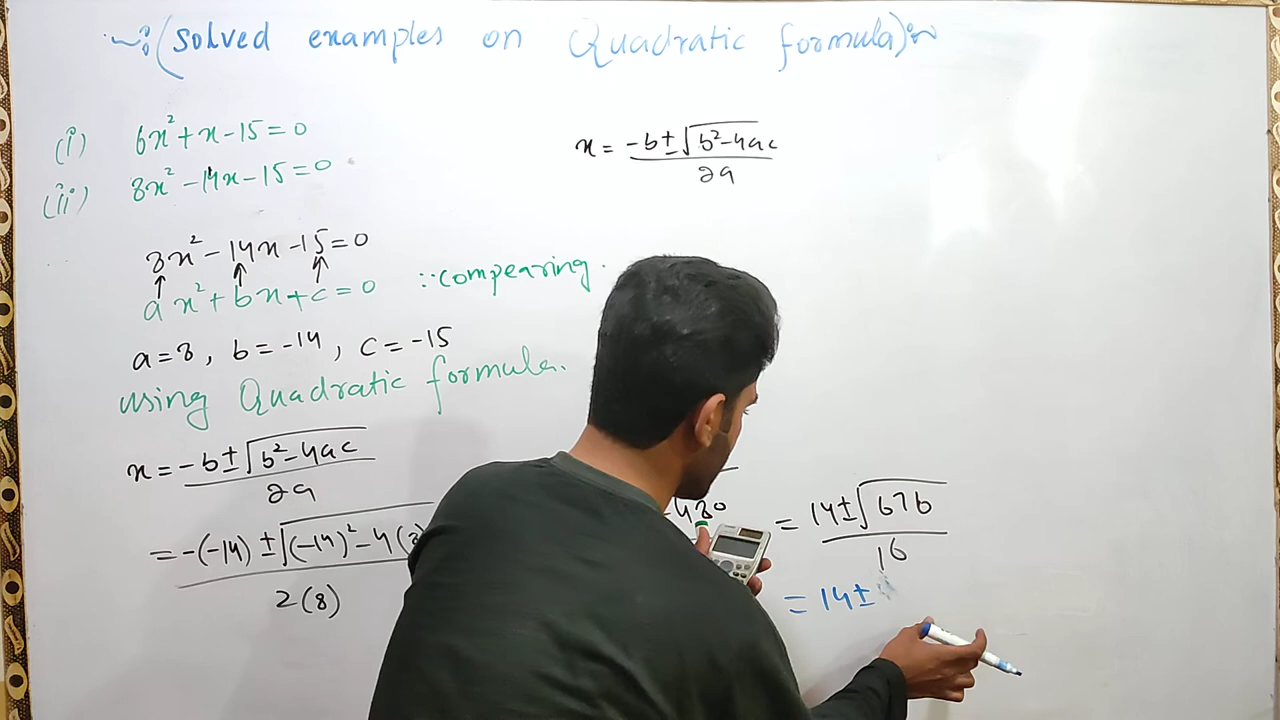 (solved examples on Quadratic formula)
(i) 6x²+x-15=0
(ii) 8x²-14x-15=0
x = -b±√b²-4ac / 2a
8x²-14x-15=0
ax²+bx+c=0 ∵compearing.
a=8, b=-14, c=-15
using Quadratic formula.
x = -b±√b²-4ac / 2a
= -(-14)±√(-14)²-4(8 / 2(8)
480
= 14±√676 / 16
= 14±